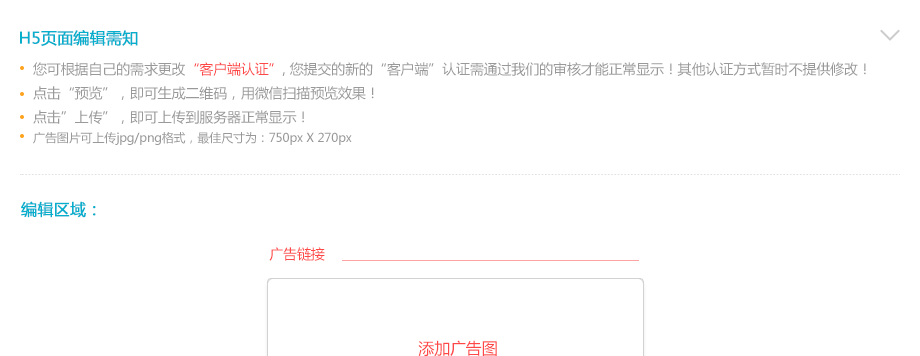 H5页面编辑需知
您可根据自己的需求更改“客户端认证”, 您提交的新的“客户端”认证需通过我们的审核才能正常显示！其他认证方式暂时不提供修改！
点击“预览”，即可生成二维码，用微信扫描预览效果！
点击”上传”，即可上传到服务器正常显示！
广告图片可上传jpg/png格式，最佳尺寸为：750px X 270px
编辑区域：
广告链接
添加广告图